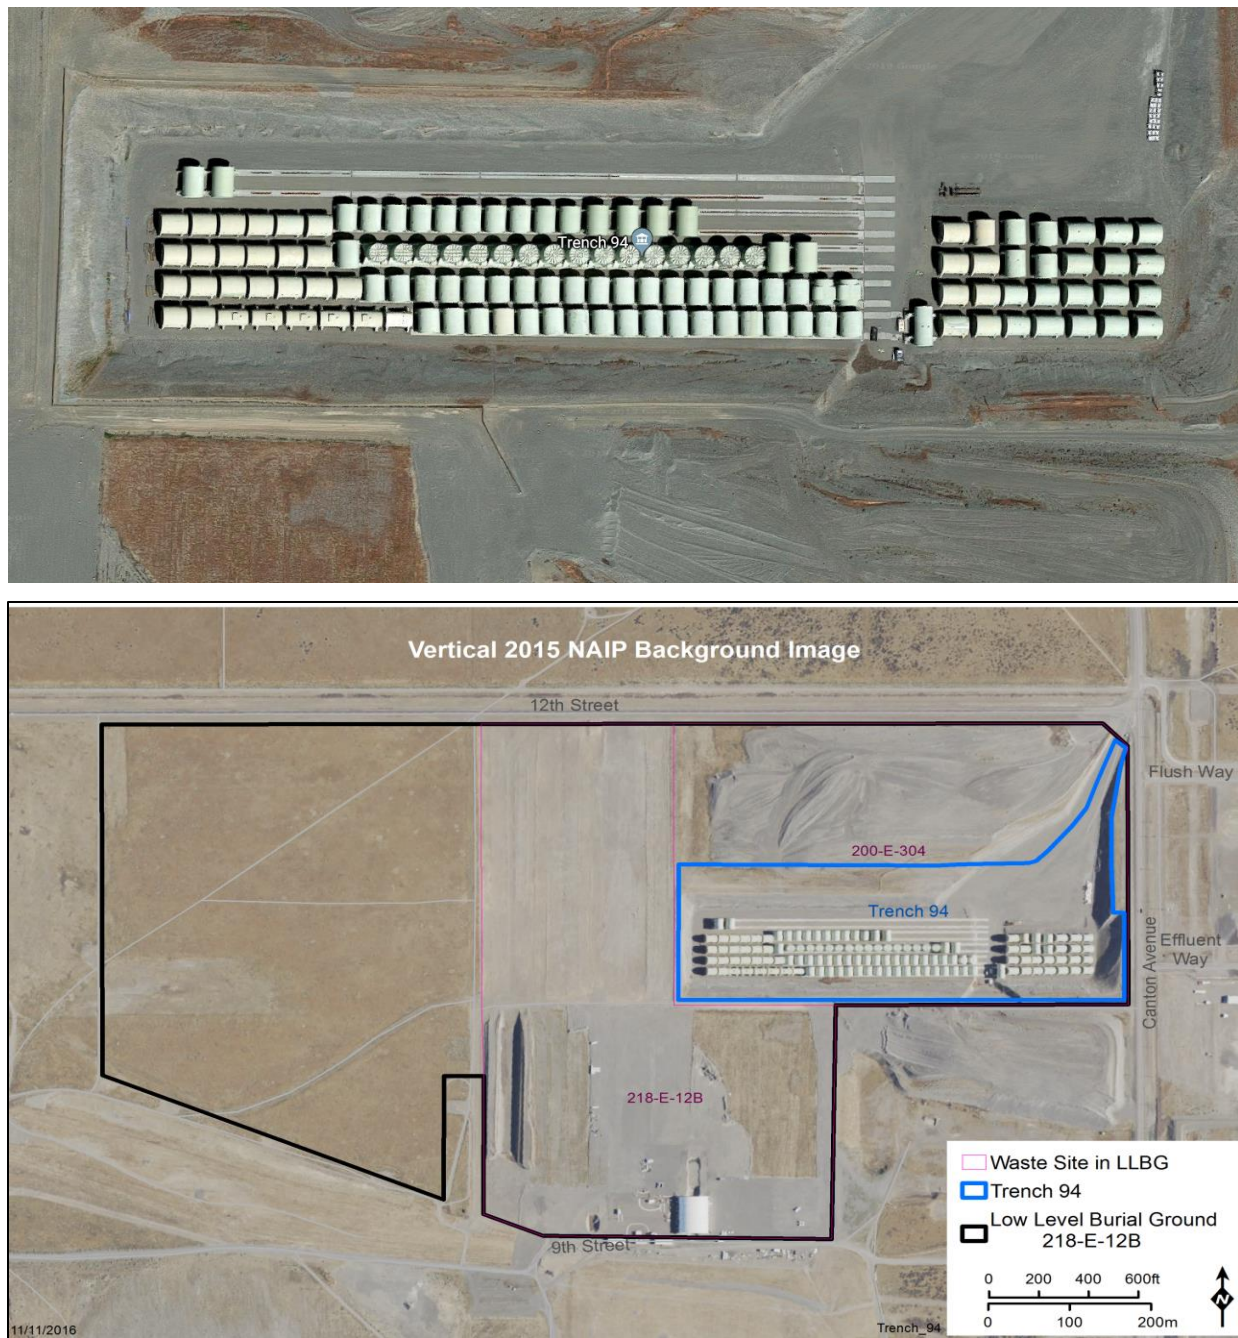 Trench 94
Vertical 2015 NAIP Background Image
12th Street
Flush Way
200-E-304
Trench 94
Effluent
Way
Canton Avenue
218-E-12B
9th Street
Waste Site in LLBG
Trench 94
Low Level Burial Ground
218-E-12B
0 200 400 600ft
0 100 200m
N
11/11/2016
Trench_94